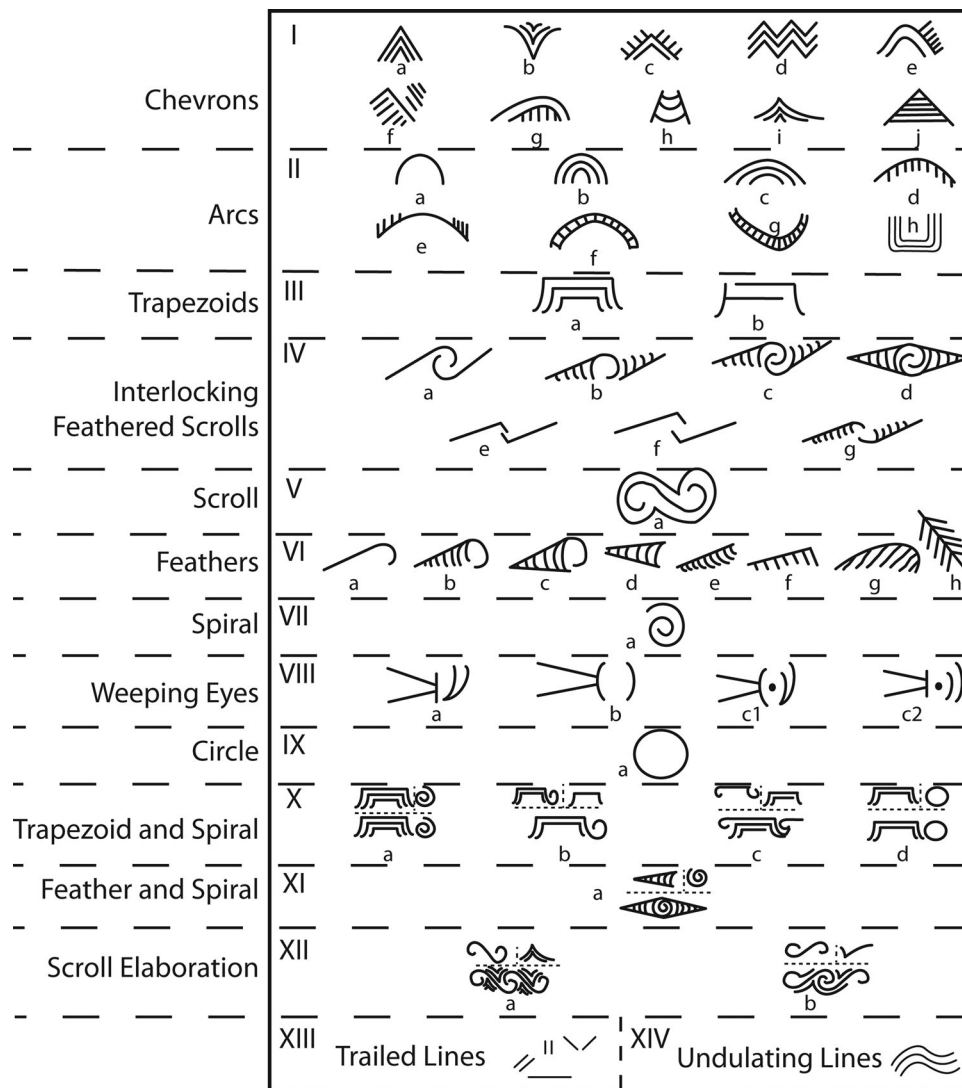 I
a b c d e
Chevrons
f g h i j
II
a b c d
Arcs
e f g h
III
Trapezoids
a b
IV
a b c d
Interlocking
Feathered Scrolls
e f g
V
Scroll
a
VI
Feathers
a b c d e f g h
VII
Spiral
a
VIII
Weeping Eyes
a b c1 c2
IX
Circle
a
X
Trapezoid and Spiral
a b c d
XI
Feather and Spiral
a
XII
Scroll Elaboration
a b
XIII
Trailed Lines
XIV
Undulating Lines